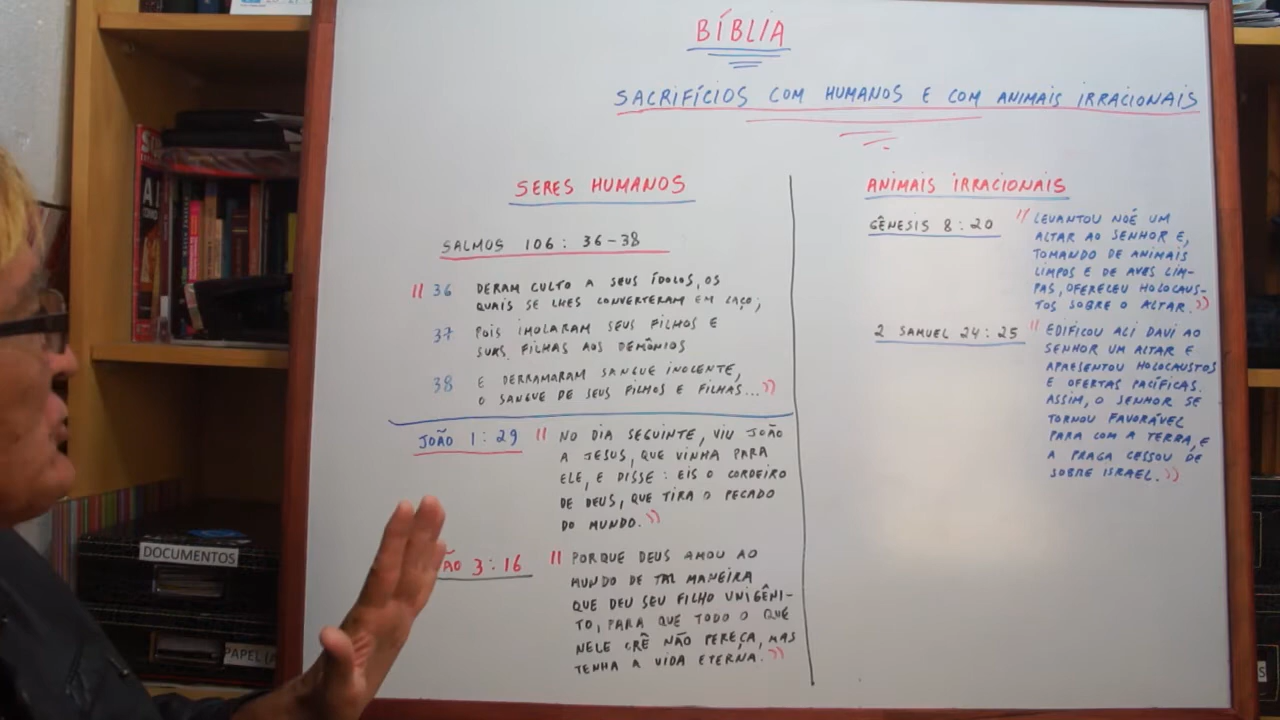 BÍBLIA
SACRIFÍCIOS COM HUMANOS E COM ANIMAIS IRRACIONAIS
SERES HUMANOS
SALMOS 106: 36-38
" 36 DERAM CULTO A SEUS ÍDOLOS, OS
QUAIS SE LHES CONVERTERAM EM LAÇO;
37 POIS IMOLARAM SEUS FILHOS E
SUAS FILHAS AOS DEMÔNIOS
38 E DERRAMARAM SANGUE INOCENTE,
O SANGUE DE SEUS FILHOS E FILHAS..."
JOÃO 1:29 " NO DIA SEGUINTE, VIU JOÃO
A JESUS, QUE VINHA PARA
ELE, E DISSE: EIS O CORDEIRO
DE DEUS, QUE TIRA O PECADO
DO MUNDO."
ÃO 3:16 " PORQUE DEUS AMOU AO
MUNDO DE TAL MANEIRA
QUE DEU SEU FILHO UNIGÊNI-
TO, PARA QUE TODO O QUE
NELE CRÊ NÃO PEREÇA, MAS
TENHA A VIDA ETERNA."
ANIMAIS IRRACIONAIS
GÊNESIS 8:20 " LEVANTOU NOÉ UM
ALTAR AO SENHOR E,
TOMANDO DE ANIMAIS
LIMPOS E DE AVES LIM-
PAS, OFERECEU HOLOCAUS-
TOS SOBRE O ALTAR."
2 SAMUEL 24:25 " EDIFICOU ALI DAVI AO
SENHOR UM ALTAR E
APRESENTOU HOLOCAUSTOS
E OFERTAS PACÍFICAS.
ASSIM, O SENHOR SE
TORNOU FAVORÁVEL
PARA COM A TERRA, E
A PRAGA CESSOU DE
SOBRE ISRAEL."
DOCUMENTOS
PAPEL